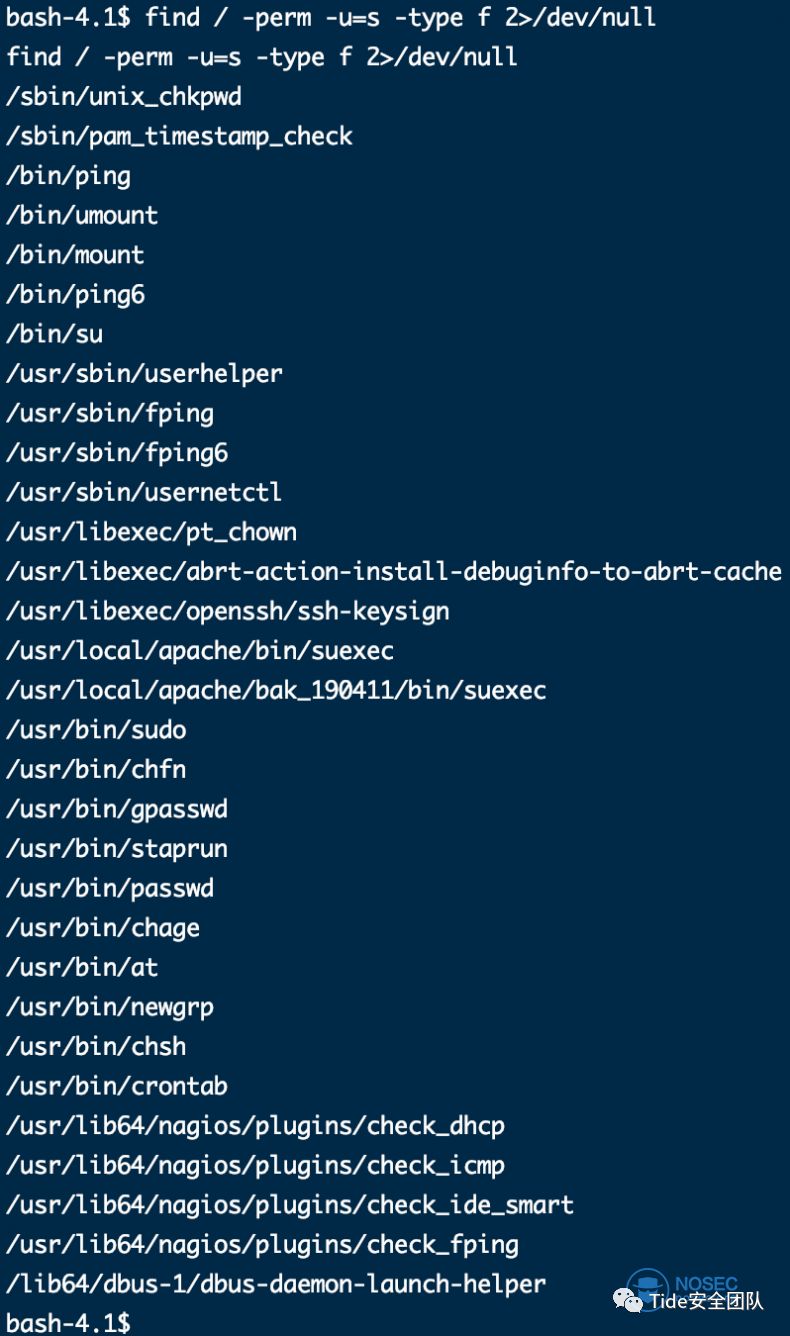 bash-4.1$ find / -perm -u=s -type f 2>/dev/null
find / -perm -u=s -type f 2>/dev/null
/sbin/unix_chkpwd
/sbin/pam_timestamp_check
/bin/ping
/bin/umount
/bin/mount
/bin/ping6
/bin/su
/usr/sbin/userhelper
/usr/sbin/fping
/usr/sbin/fping6
/usr/sbin/usernetctl
/usr/libexec/pt_chown
/usr/libexec/abrt-action-install-debuginfo-to-abrt-cache
/usr/libexec/openssh/ssh-keysign
/usr/local/apache/bin/suexec
/usr/local/apache/bak_190411/bin/suexec
/usr/bin/sudo
/usr/bin/chfn
/usr/bin/gpasswd
/usr/bin/staprun
/usr/bin/passwd
/usr/bin/chage
/usr/bin/at
/usr/bin/newgrp
/usr/bin/chsh
/usr/bin/crontab
/usr/lib64/nagios/plugins/check_dhcp
/usr/lib64/nagios/plugins/check_icmp
/usr/lib64/nagios/plugins/check_ide_smart
/usr/lib64/nagios/plugins/check_fping
/lib64/dbus-1/dbus-daemon-launch-helper
bash-4.1$
NOSEC
Tide安全团队